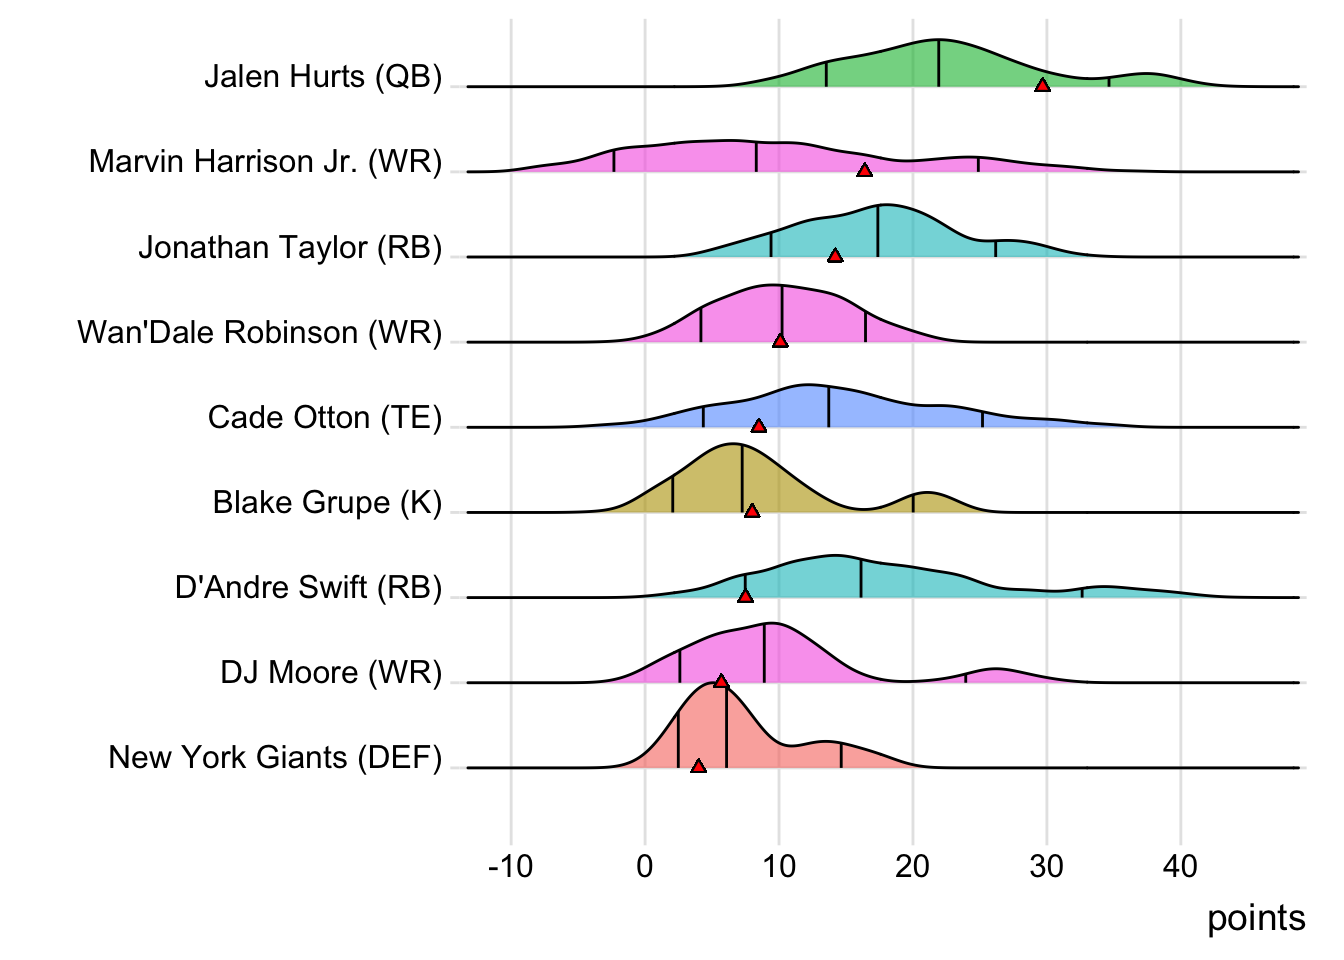 Jalen Hurts (QB)
Marvin Harrison Jr. (WR)
Jonathan Taylor (RB)
Wan'Dale Robinson (WR)
Cade Otton (TE)
Blake Grupe (K)
D'Andre Swift (RB)
DJ Moore (WR)
New York Giants (DEF)
-10 0 10 20 30 40
points